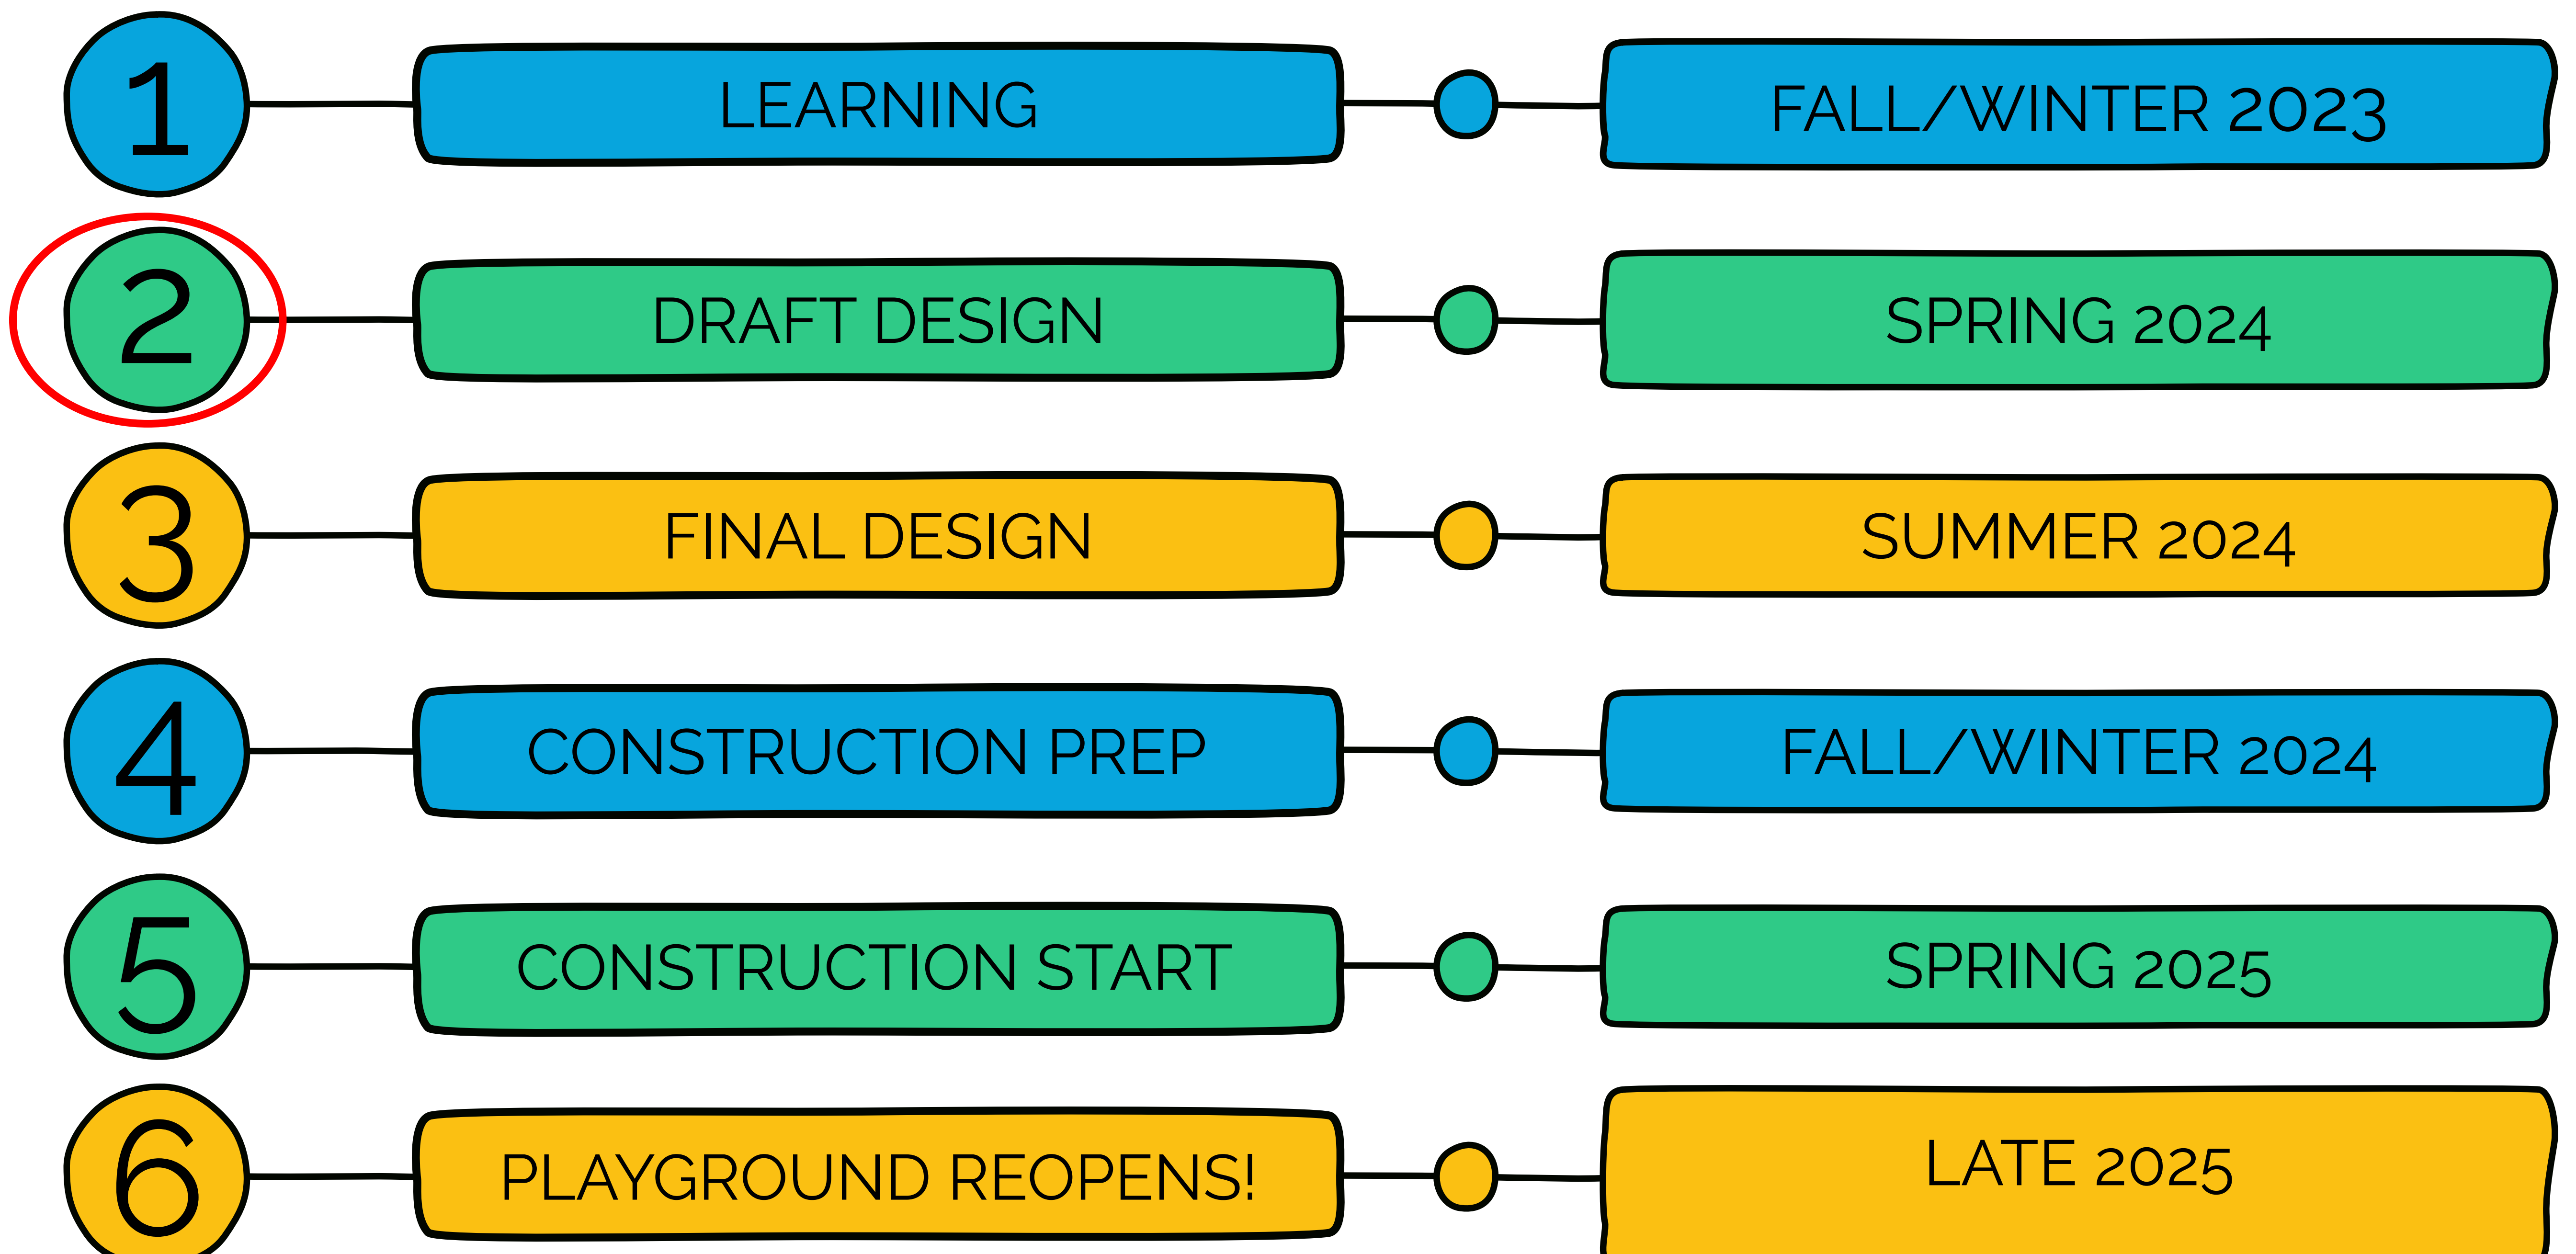 1 LEARNING FALL/WINTER 2023
2 DRAFT DESIGN SPRING 2024
3 FINAL DESIGN SUMMER 2024
4 CONSTRUCTION PREP FALL/WINTER 2024
5 CONSTRUCTION START SPRING 2025
6 PLAYGROUND REOPENS! LATE 2025